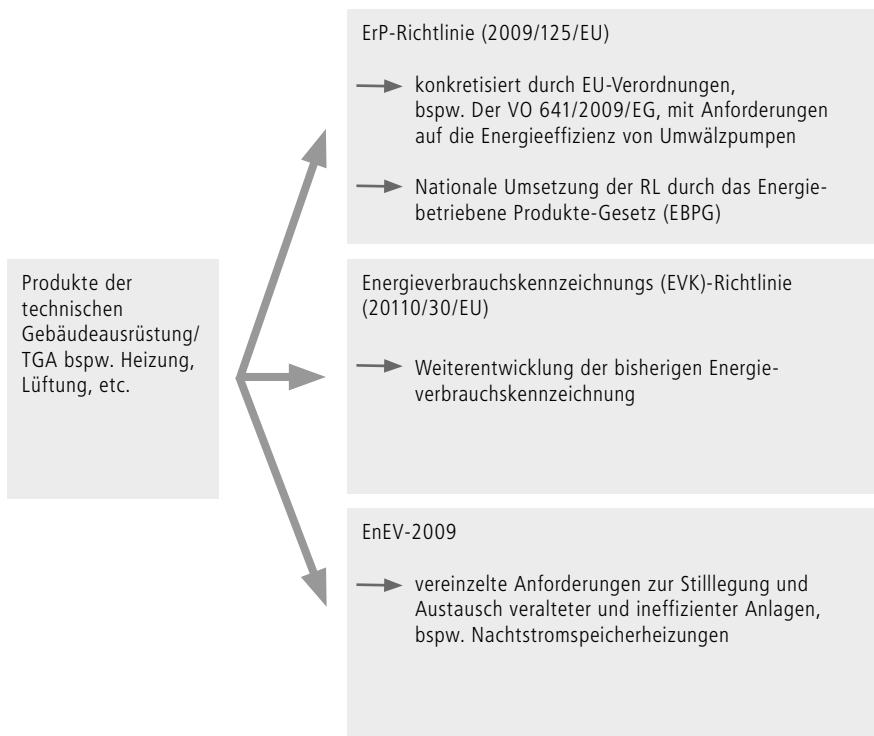 Produkte der
technischen
Gebäudeausrüstung/
TGA bspw. Heizung,
Lüftung, etc.
ErP-Richtlinie (2009/125/EU)
konkretisiert durch EU-Verordnungen,
bspw. Der VO 641/2009/EG, mit Anforderungen
auf die Energieeffizienz von Umwälzpumpen
Nationale Umsetzung der RL durch das Energie-
betriebene Produkte-Gesetz (EBPG)
Energieverbrauchskennzeichnungs (EVK)-Richtlinie
(20110/30/EU)
Weiterentwicklung der bisherigen Energie-
verbrauchskennzeichnung
EnEV-2009
vereinzelte Anforderungen zur Stilllegung und
Austausch veralteter und ineffizienter Anlagen,
bspw. Nachtstromspeicherheizungen